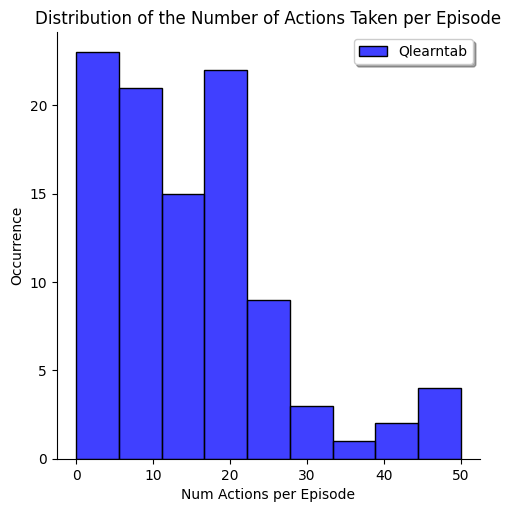 Distribution of the Number of Actions Taken per Episode
Qlearntab
20
15
10
5
0
Occurrence
0 10 20 30 40 50
Num Actions per Episode